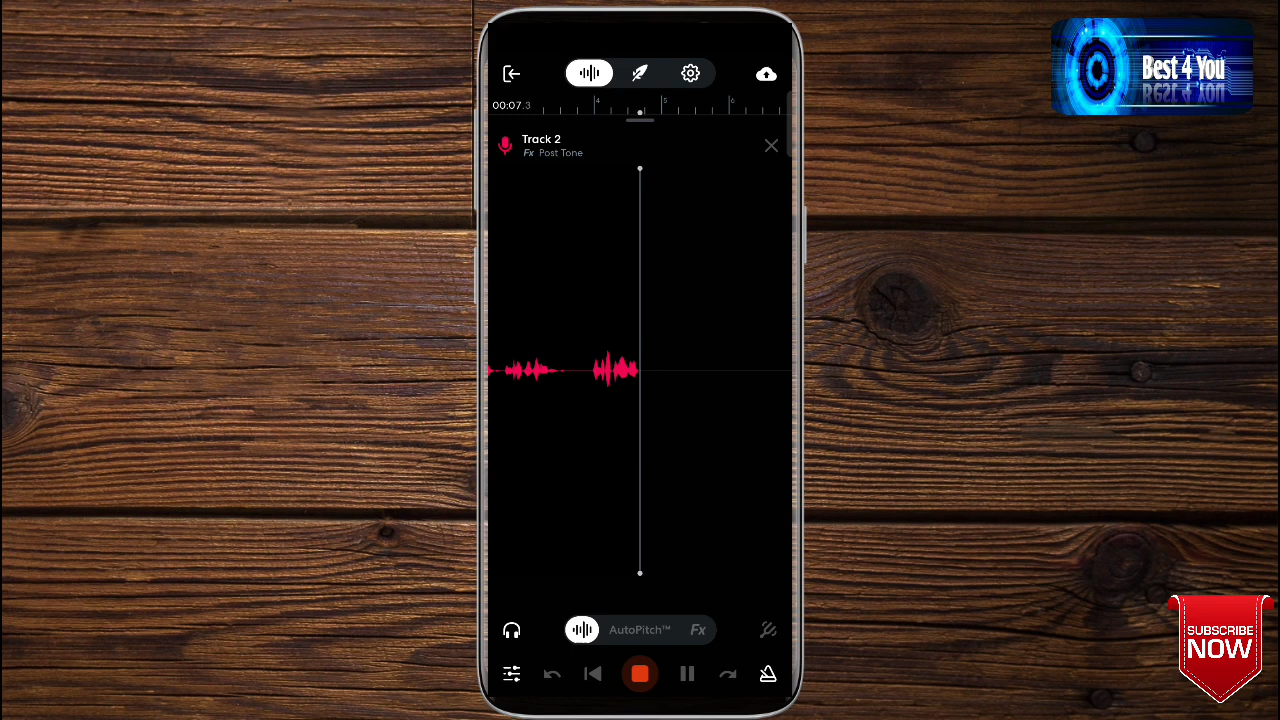 Best 4 You
00:07.3
4
5
6
Track 2
Fx Post Tone
AutoPitch™
Fx
SUBSCRIBE
NOW